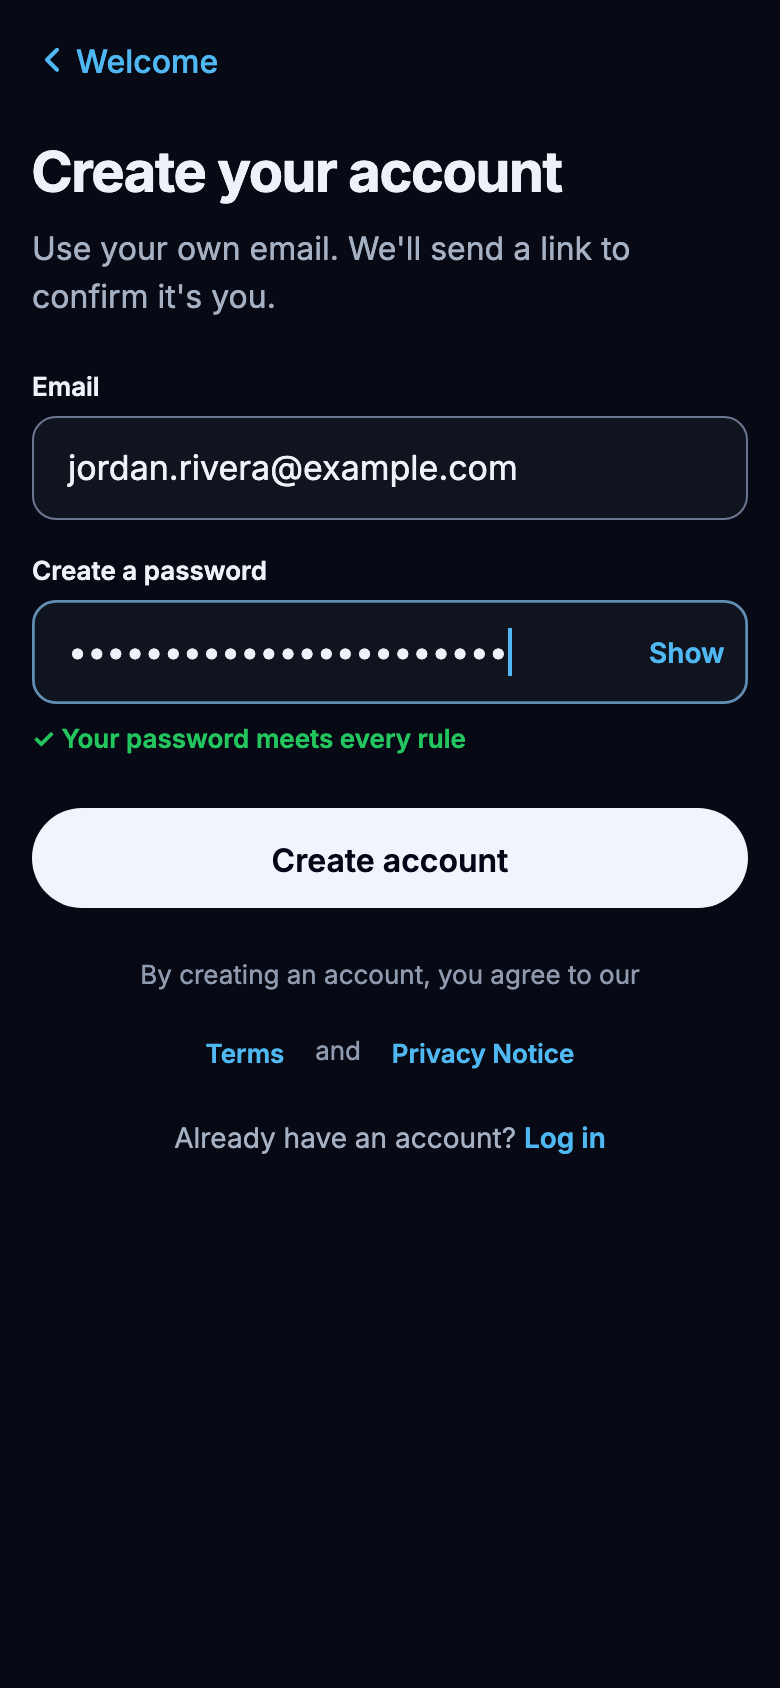 Welcome
Create your account
Use your own email. We'll send a link to
confirm it's you.
Email
jordan.rivera@example.com
Create a password
••••••••••••••••••••••• Show
✓ Your password meets every rule
Create account
By creating an account, you agree to our
Terms and Privacy Notice
Already have an account? Log in